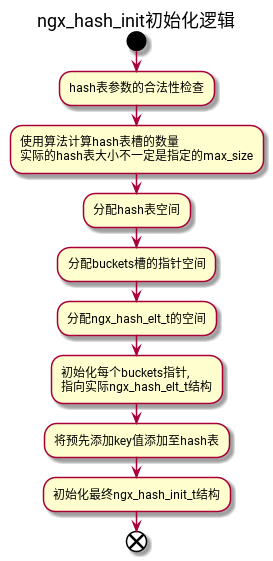 ngx_hash_init初始化逻辑
hash表参数的合法性检查
使用算法计算hash表槽的数量
实际的hash表大小不一定是指定的max_size
分配hash表空间
分配buckets槽的指针空间
分配ngx_hash_elt_t的空间
初始化每个buckets指针,
指向实际ngx_hash_elt_t结构
将预先添加key值添加至hash表
初始化最终ngx_hash_init_t结构